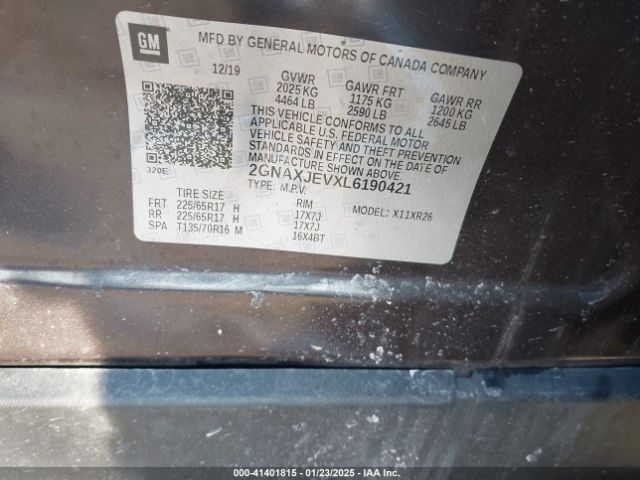 GM
MFD BY GENERAL MOTORS OF CANADA COMPANY
12/19
GVWR GAWR FRT GAWR RR
2025 KG 1175 KG 1200 KG
4464 LB 2590 LB 2645 LB
THIS VEHICLE CONFORMS TO ALL
APPLICABLE U.S. FEDERAL MOTOR
VEHICLE SAFETY AND THEFT PREVENTION
STANDARDS IN EFFECT ON THE DATE OF
MANUFACTURE SHOWN ABOVE.
320E
2GNAXJEVXL6190421
TYPE: M.P.V.
TIRE SIZE RIM MODEL: X11XR26
FRT 225/65R17 H 17X7J
RR 225/65R17 H 17X7J
SPA T135/70R16 M 16X4BT
000-41401815 — 01/23/2025 — IAA Inc.